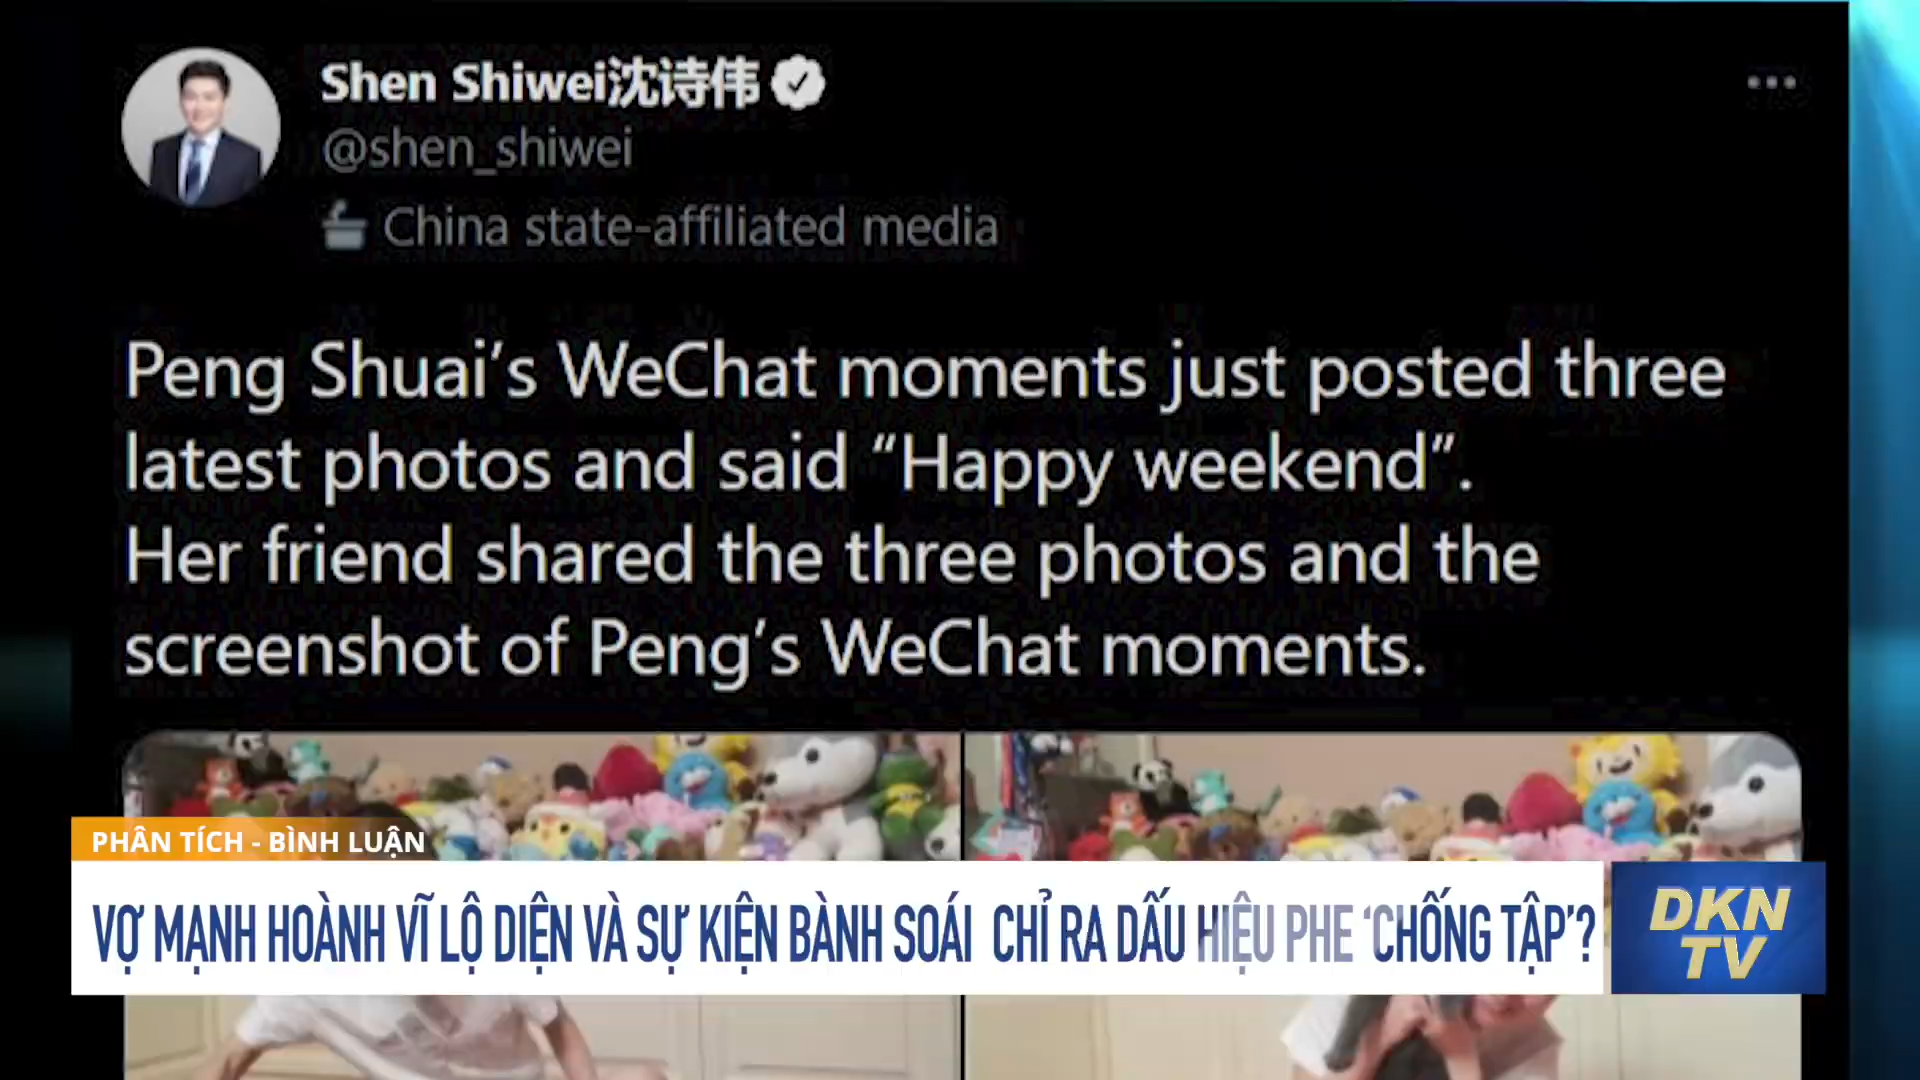 Shen Shiwei沈诗伟
@shen_shiwei
China state-affiliated media
Peng Shuai’s WeChat moments just posted three
latest photos and said “Happy weekend”.
Her friend shared the three photos and the
screenshot of Peng’s WeChat moments.
PHÂN TÍCH - BÌNH LUẬN
VỢ MẠNH HOÀNH VĨ LỘ DIỆN VÀ SỰ KIỆN BÀNH SOÁI CHỈ RA DẤU HIỆU PHE ‘CHỐNG TẬP’?
DKN
TV